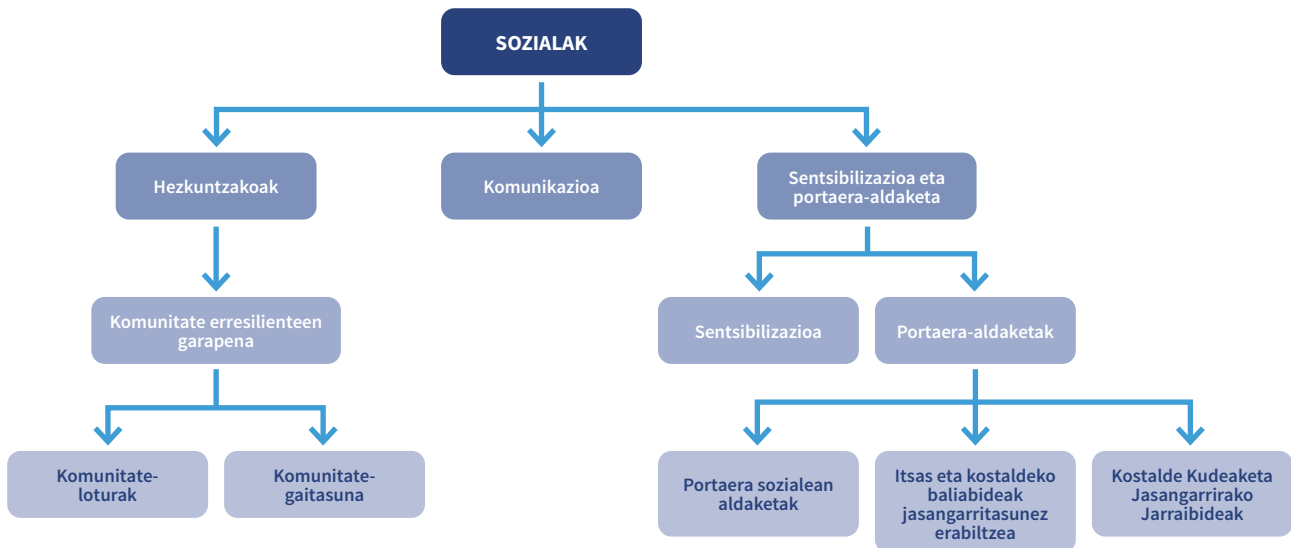 SOZIALAK
Hezkuntzakoak
Komunikazioa
Sentsibilizazioa eta
portaera-aldaketa
Komunitate erresilienteen
garapena
Sentsibilizazioa
Portaera-aldaketak
Komunitate-
loturak
Komunitate-
gaitasuna
Portaera sozialean
aldaketak
Itsas eta kostaldeko
baliabideak
jasangarritasunez
erabiltzea
Kostalde Kudeaketa
Jasangarrirako
Jarraibideak